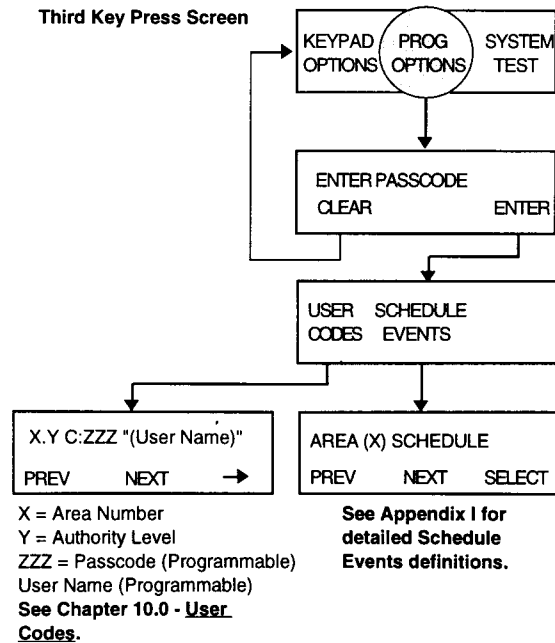 Third Key Press Screen
KEYPAD PROG SYSTEM
OPTIONS OPTIONS TEST
ENTER PASSCODE
CLEAR ENTER
USER SCHEDULE
CODES EVENTS
X.Y C:ZZZ "(User Name)"
PREV NEXT →
X = Area Number
Y = Authority Level
ZZZ = Passcode (Programmable)
User Name (Programmable)
See Chapter 10.0 - User
Codes.
AREA (X) SCHEDULE
PREV NEXT SELECT
See Appendix I for
detailed Schedule
Events definitions.